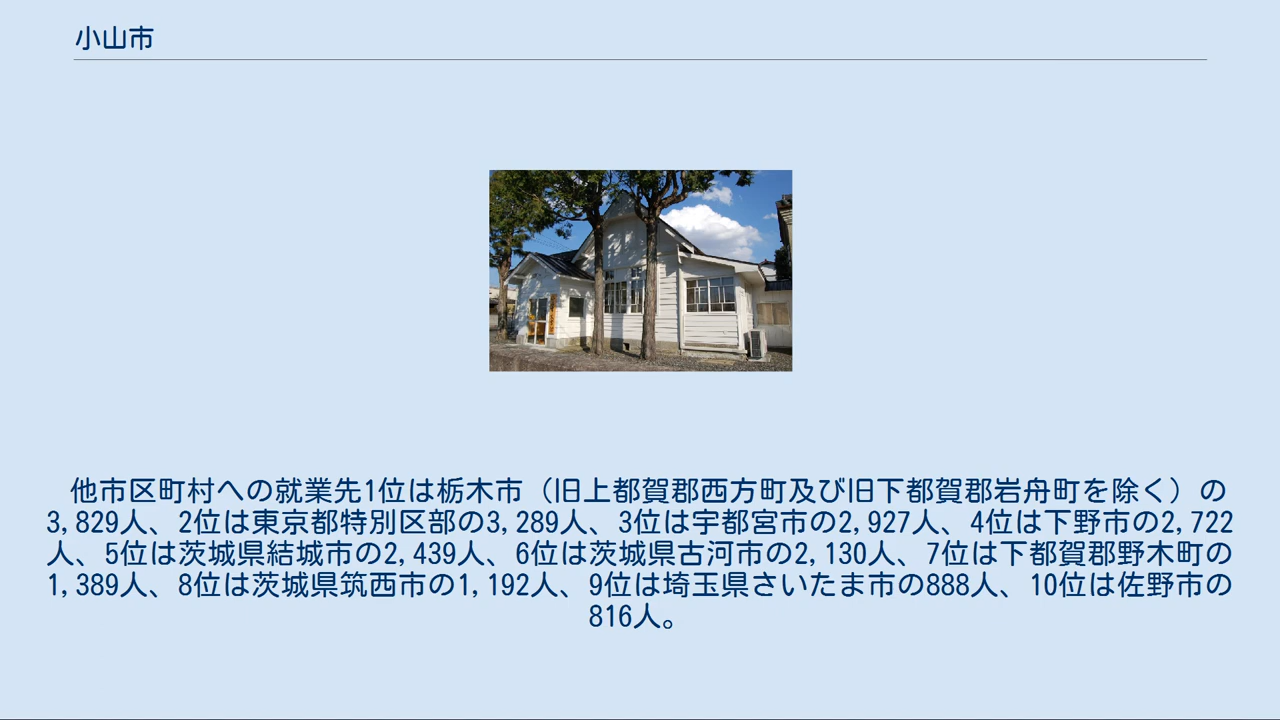 小山市
他市区町村への就業先1位は栃木市（旧上都賀郡西方町及び旧下都賀郡岩舟町を除く）の
3,829人、2位は東京都特別区部の3,289人、3位は宇都宮市の2,927人、4位は下野市の2,722
人、5位は茨城県結城市の2,439人、6位は茨城県古河市の2,130人、7位は下都賀郡野木町の
1,389人、8位は茨城県筑西市の1,192人、9位は埼玉県さいたま市の888人、10位は佐野市の
816人。